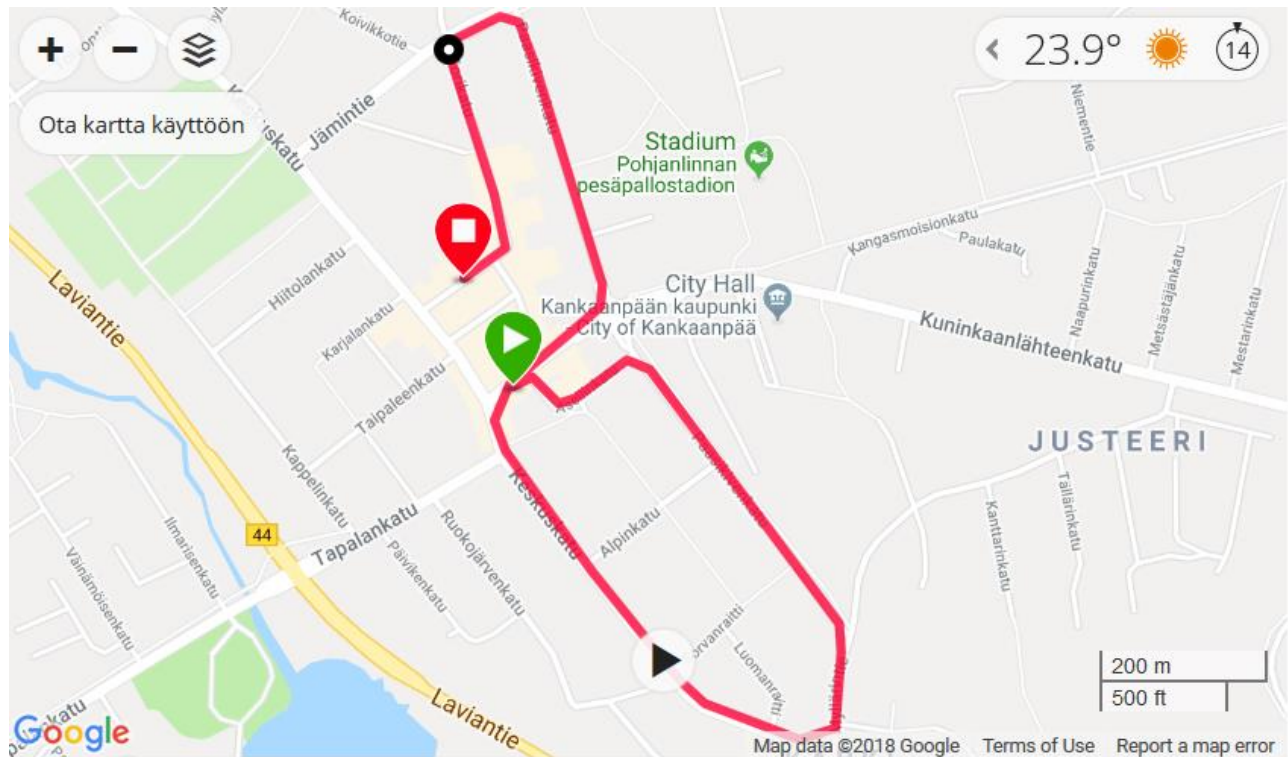 +
−
Ota kartta käyttöön
23.9°
14
Koivikkotie
Jämintie
Niementie
Stadium
Pohjanlinnan
pesäpallostadion
Kangasmoisionkatu
Paulakatu
Hiitolankatu
Laviantie
City Hall
Kankaanpään kaupunki
-City of Kankaanpää
Kuninkaanlähteenkatu
Naapurinkatu
Metsästäjänkatu
Mestarinkatu
Karjalankatu
Taipaleenkatu
JUSTEERI
Kappelinkatu
Keskuskatu
Tapalankatu
44
Ilmarisenkatu
Väinämöisenkatu
Päivikenkatu
Ruokojärvenkatu
Alpinkatu
Luomanraitti
Kanttarinkatu
Tailärinkatu
Laviantie
200 m
500 ft
Google
Map data ©2018 Google Terms of Use Report a map error